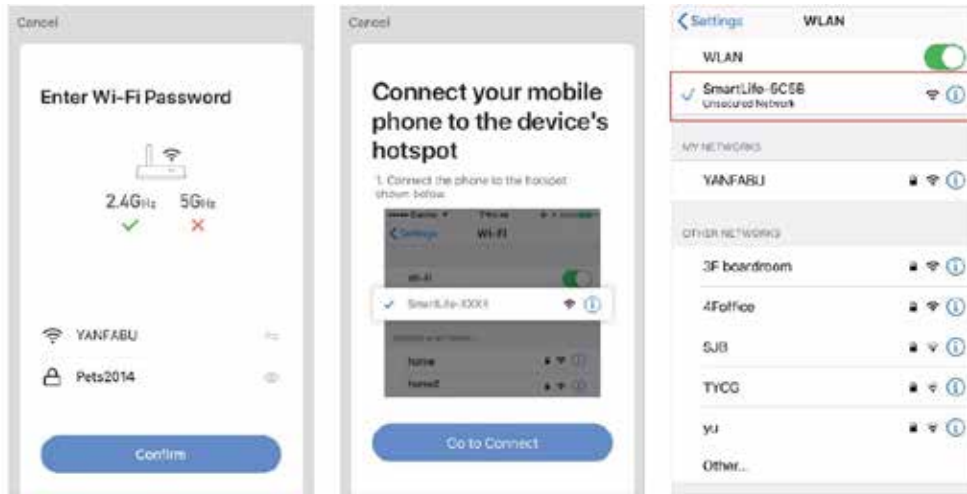 Cancel
Enter Wi-Fi Password
2.4GHz 5GHz
YANFABU
Pets2014
Confirm
Cancel
Connect your mobile
phone to the device's
hotspot
1. Connect the phone to the hotspot
shown below
Settings Wi-Fi
Wi-Fi
SmartLife-XXXX
home
home2
Go to Connect
Settings WLAN
WLAN
SmartLife-5C5B
Unsecured Network
MY NETWORKS
YANFABU
OTHER NETWORKS
3F boardroom
4Foffice
SJB
TYCG
yu
Other...